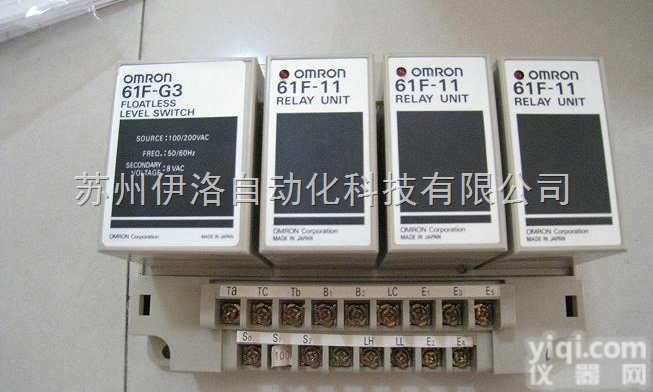 OMRON
61F-G3
FLOATLESS
LEVEL SWITCH
SOURCE:100/200VAC
FREQ.:50/60Hz
SECONDARY
VOLTAGE:8VAC
OMRON Corporation
MADE IN JAPAN
OMRON
61F-11
RELAY UNIT
OMRON Corporation
MADE IN JAPAN
OMRON
61F-11
RELAY UNIT
OMRON Corporation
MADE IN JAPAN
OMRON
61F-11
RELAY UNIT
OMRON Corporation
MADE IN JAPAN
苏州伊洛自动化科技有限公司
Ta TC Tb B1 B2 LC E1 E3 E5
S0 S1 S2 LH LL E2 E4
100
yiqi.com
仪器网